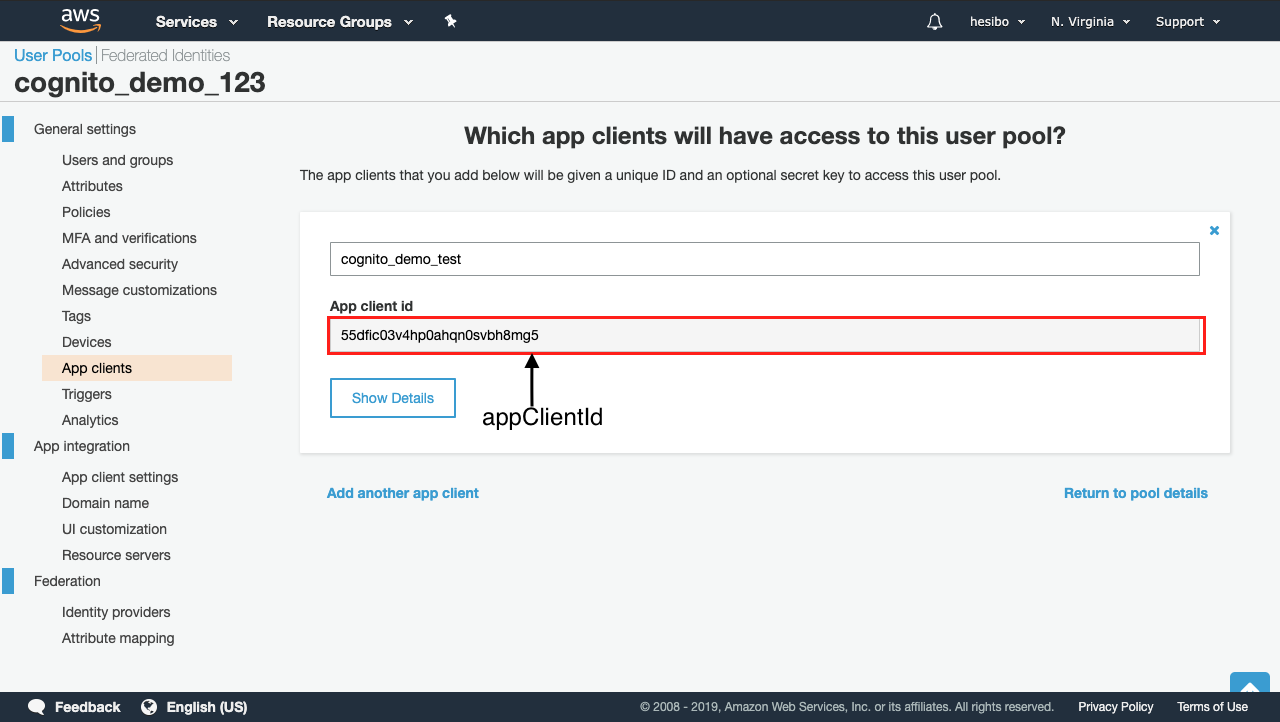 aws Services Resource Groups hesibo N. Virginia Support
User Pools Federated Identities
cognito_demo_123
General settings
Users and groups
Attributes
Policies
MFA and verifications
Advanced security
Message customizations
Tags
Devices
App clients
Triggers
Analytics
App integration
App client settings
Domain name
UI customization
Resource servers
Federation
Identity providers
Attribute mapping
Which app clients will have access to this user pool?
The app clients that you add below will be given a unique ID and an optional secret key to access this user pool.
cognito_demo_test
App client id
55dfic03v4hp0ahqn0svbh8mg5
Show Details
appClientId
Add another app client Return to pool details
Feedback English (US) © 2008 - 2019, Amazon Web Services, Inc. or its affiliates. All rights reserved. Privacy Policy Terms of Use